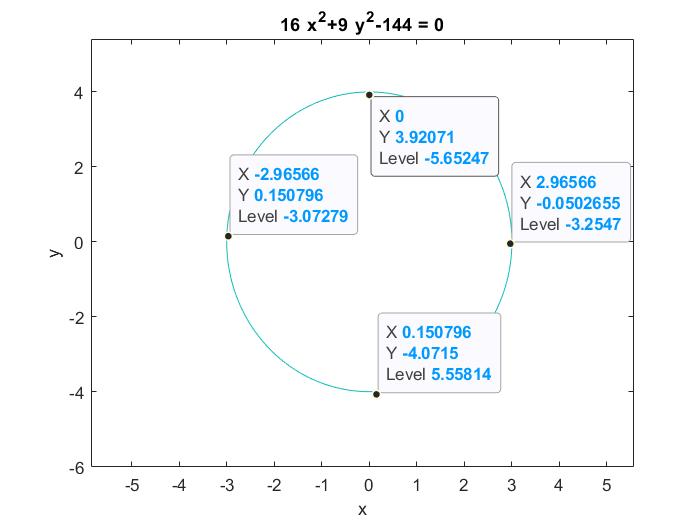 16 x²+9 y²-144 = 0
4
2
0
-2
-4
-6
y
X 0
Y 3.92071
Level -5.65247
X -2.96566
Y 0.150796
Level -3.07279
X 2.96566
Y -0.0502655
Level -3.2547
X 0.150796
Y -4.0715
Level 5.55814
-5 -4 -3 -2 -1 0 1 2 3 4 5
x